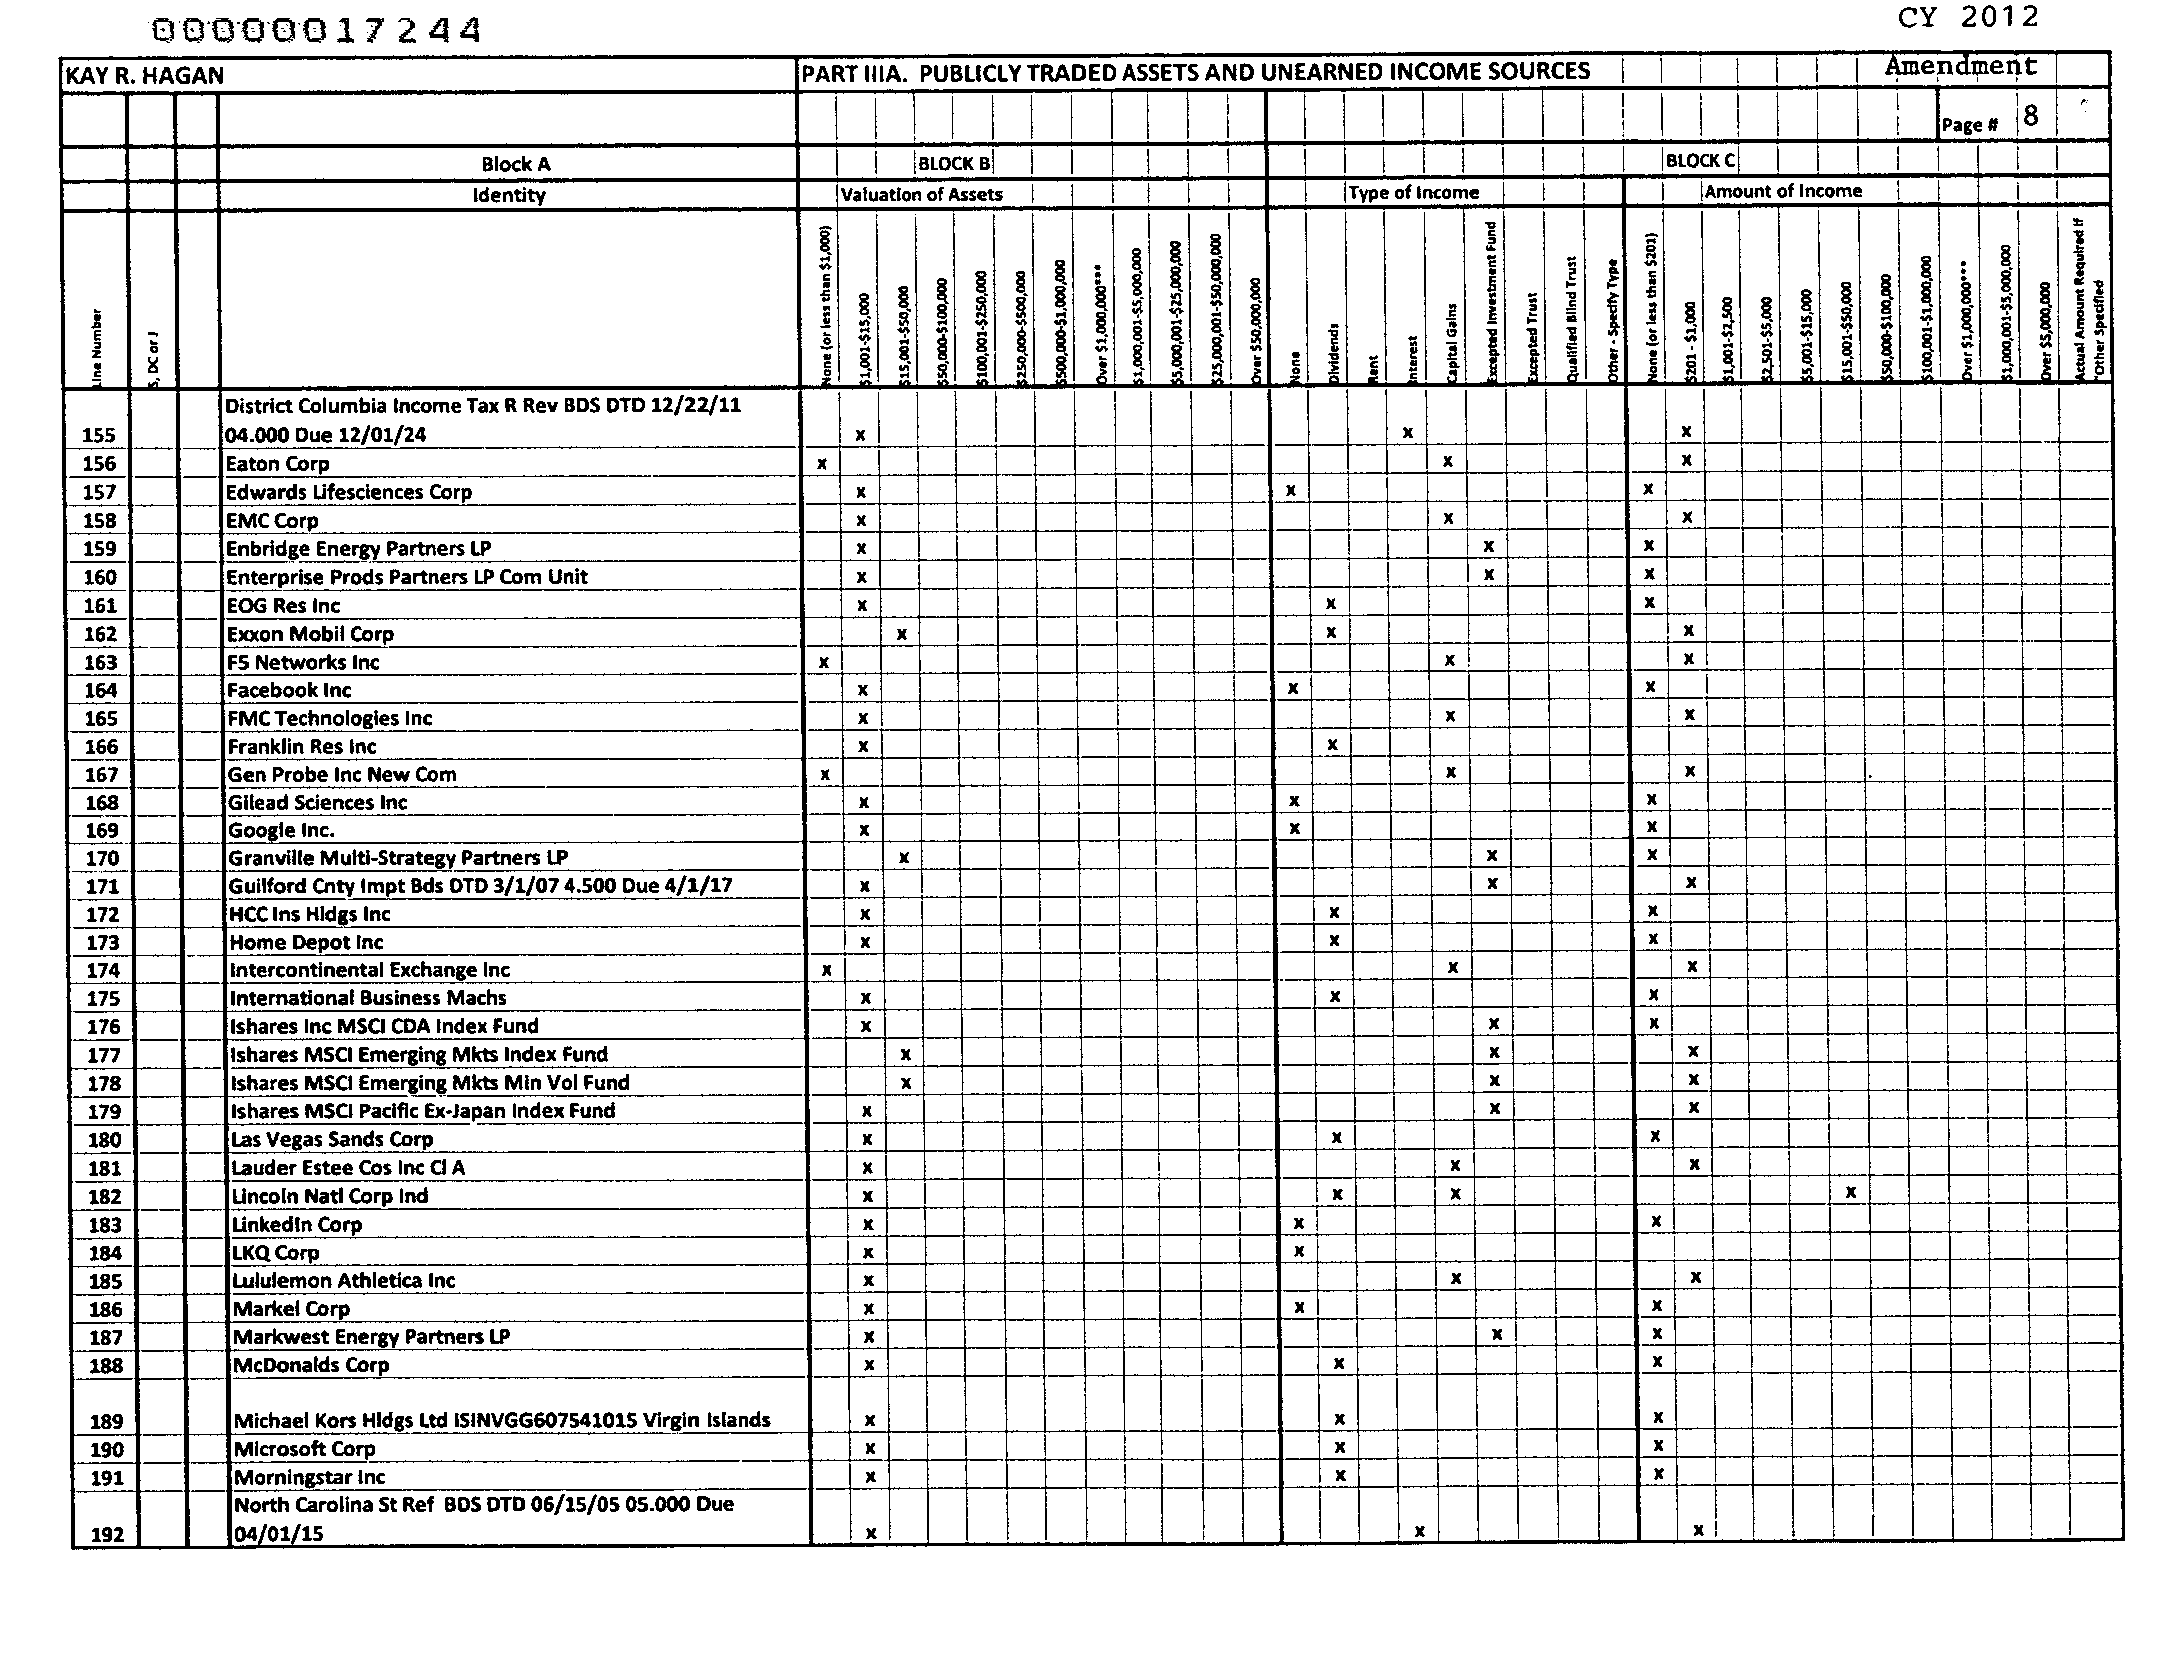 00000017244
CY 2012
KAY R. HAGAN PART IIIA. PUBLICLY TRADED ASSETS AND UNEARNED INCOME SOURCES Amendment
Page # 8
Block A BLOCK B BLOCK C
Identity Valuation of Assets Type of Income Amount of Income
Line Number
S, DC or J
None (or less than $1,000)
$1,001-$15,000
$15,001-$50,000
$50,000-$100,000
$100,001-$250,000
$250,000-$500,000
$500,000-$1,000,000
Over $1,000,000***
$1,000,001-$5,000,000
$5,000,001-$25,000,000
$25,000,001-$50,000,000
Over $50,000,000
None
Dividends
Rent
Interest
Capital Gains
Excepted Investment Fund
Excepted Trust
Qualified Blind Trust
Other - Specify Type
None (or less than $201)
$201 - $1,000
$1,001-$2,500
$2,501-$5,000
$5,001-$15,000
$15,001-$50,000
$50,000-$100,000
$100,001-$1,000,000
Over $1,000,000***
$1,000,001-$5,000,000
Over $5,000,000
Actual Amount Required if
"Other Specified
District Columbia Income Tax R Rev BDS DTD 12/22/11
155 04.000 Due 12/01/24 x x x
156 Eaton Corp x x x
157 Edwards Lifesciences Corp x x x
158 EMC Corp x x x
159 Enbridge Energy Partners LP x x x
160 Enterprise Prods Partners LP Com Unit x x x
161 EOG Res Inc x x x
162 Exxon Mobil Corp x x x
163 F5 Networks Inc x x x
164 Facebook Inc x x x
165 FMC Technologies Inc x x x
166 Franklin Res Inc x x
167 Gen Probe Inc New Com x x x
168 Gilead Sciences Inc x x x
169 Google Inc. x x x
170 Granville Multi-Strategy Partners LP x x x
171 Guilford Cnty Impt Bds DTD 3/1/07 4.500 Due 4/1/17 x x x
172 HCC Ins Hldgs Inc x x x
173 Home Depot Inc x x x
174 Intercontinental Exchange Inc x x x
175 International Business Machs x x x
176 Ishares Inc MSCI CDA Index Fund x x x
177 Ishares MSCI Emerging Mkts Index Fund x x x
178 Ishares MSCI Emerging Mkts Min Vol Fund x x x
179 Ishares MSCI Pacific Ex-Japan Index Fund x x x
180 Las Vegas Sands Corp x x x
181 Lauder Estee Cos Inc Cl A x x x
182 Lincoln Natl Corp Ind x x x x
183 LinkedIn Corp x x x
184 LKQ Corp x x
185 Lululemon Athletica Inc x x x
186 Markel Corp x x x
187 Markwest Energy Partners LP x x x
188 McDonalds Corp x x x
189 Michael Kors Hldgs Ltd ISINVGG607541015 Virgin Islands x x x
190 Microsoft Corp x x x
191 Morningstar Inc x x x
North Carolina St Ref BDS DTD 06/15/05 05.000 Due
192 04/01/15 x x x